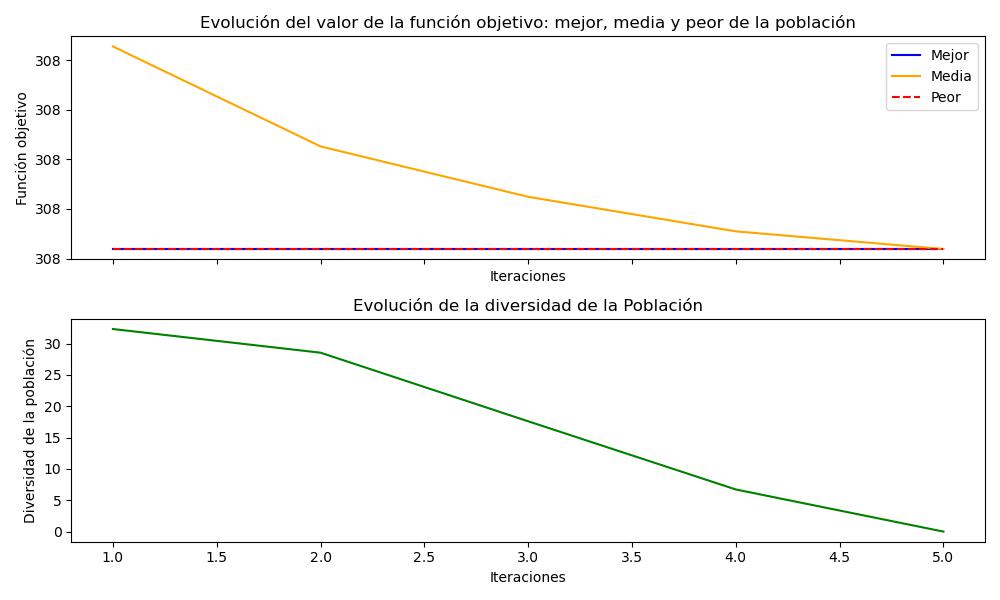 Evolución del valor de la función objetivo: mejor, media y peor de la población
Función objetivo
308
308
308
308
308
Mejor
Media
Peor
Iteraciones
Evolución de la diversidad de la Población
Diversidad de la población
30
25
20
15
10
5
0
1.0 1.5 2.0 2.5 3.0 3.5 4.0 4.5 5.0
Iteraciones